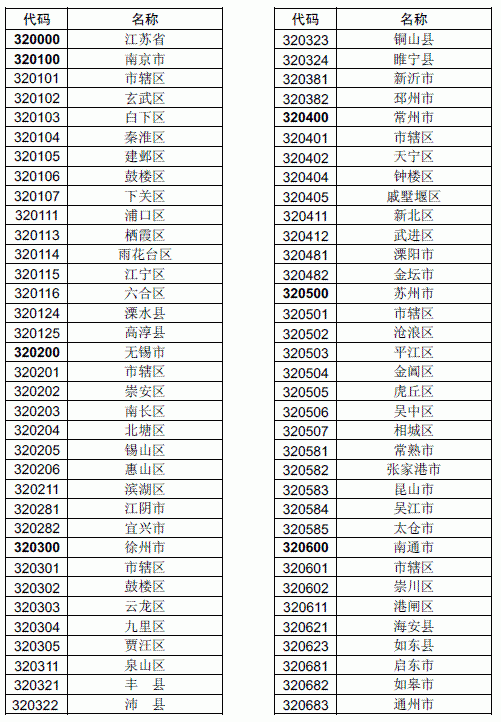 代码 名称
320000 江苏省
320100 南京市
320101 市辖区
320102 玄武区
320103 白下区
320104 秦淮区
320105 建邺区
320106 鼓楼区
320107 下关区
320111 浦口区
320113 栖霞区
320114 雨花台区
320115 江宁区
320116 六合区
320124 溧水县
320125 高淳县
320200 无锡市
320201 市辖区
320202 崇安区
320203 南长区
320204 北塘区
320205 锡山区
320206 惠山区
320211 滨湖区
320281 江阴市
320282 宜兴市
320300 徐州市
320301 市辖区
320302 鼓楼区
320303 云龙区
320304 九里区
320305 贾汪区
320311 泉山区
320321 丰 县
320322 沛 县
代码 名称
320323 铜山县
320324 睢宁县
320381 新沂市
320382 邳州市
320400 常州市
320401 市辖区
320402 天宁区
320404 钟楼区
320405 戚墅堰区
320411 新北区
320412 武进区
320481 溧阳市
320482 金坛市
320500 苏州市
320501 市辖区
320502 沧浪区
320503 平江区
320504 金阊区
320505 虎丘区
320506 吴中区
320507 相城区
320581 常熟市
320582 张家港市
320583 昆山市
320584 吴江市
320585 太仓市
320600 南通市
320601 市辖区
320602 崇川区
320611 港闸区
320621 海安县
320623 如东县
320681 启东市
320682 如皋市
320683 通州市